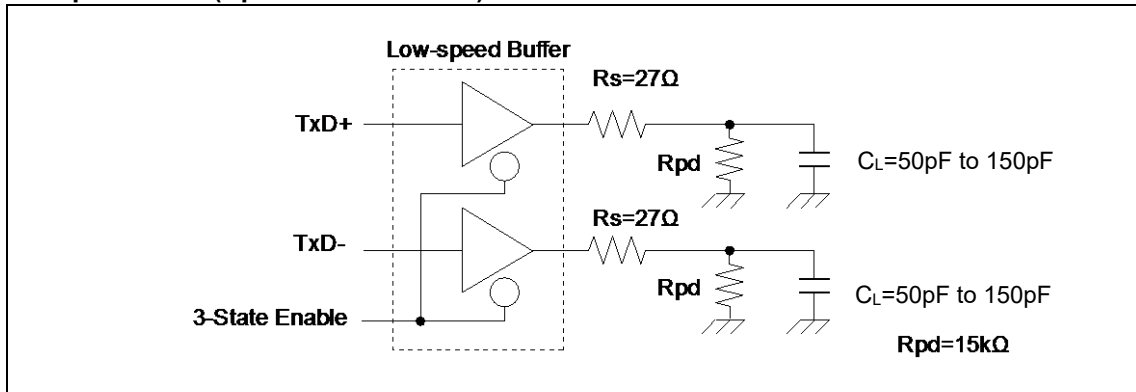 Low-speed Buffer
Rs=27Ω
TxD+
Rpd
CL=50pF to 150pF
Rs=27Ω
TxD-
Rpd
CL=50pF to 150pF
3-State Enable
Rpd=15kΩ